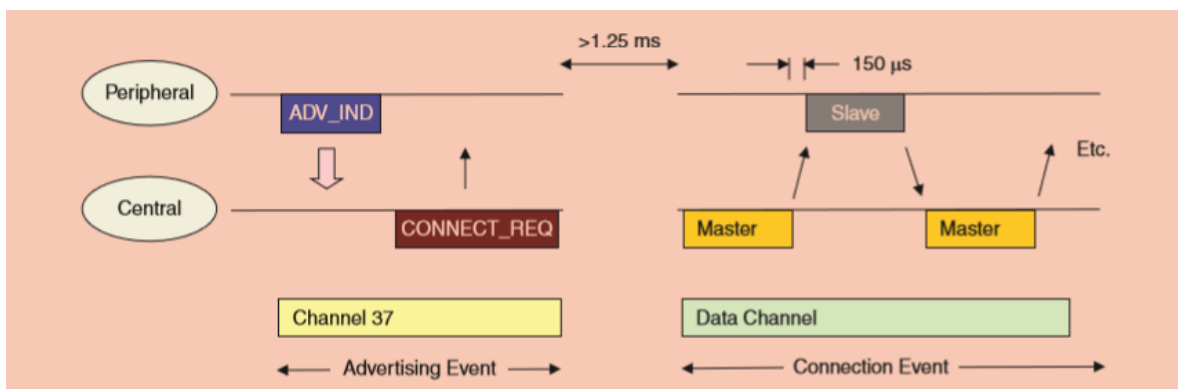 >1.25 ms
150 μs
Peripheral
ADV_IND
Slave
Etc.
Central
CONNECT_REQ
Master
Master
Channel 37
Data Channel
Advertising Event
Connection Event